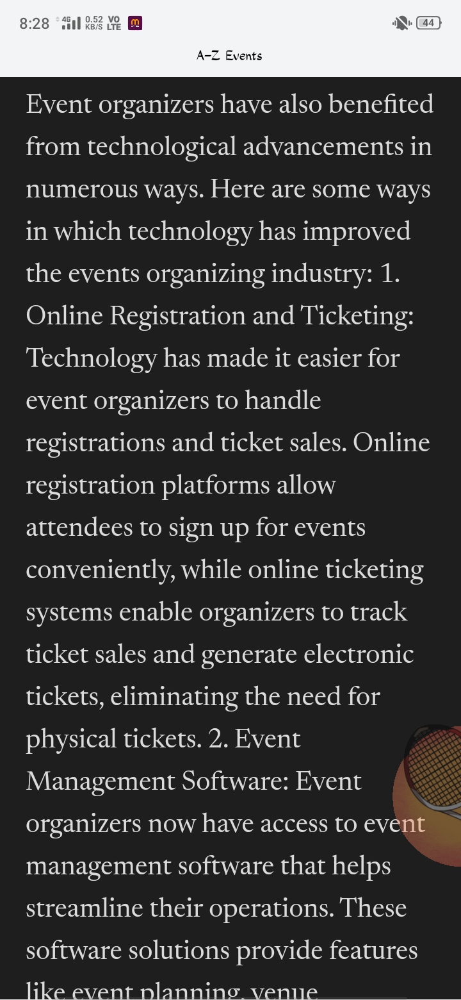 8:28 4G 0.52 KB/S VO LTE 44
A-Z Events
Event organizers have also benefited
from technological advancements in
numerous ways. Here are some ways
in which technology has improved
the events organizing industry: 1.
Online Registration and Ticketing:
Technology has made it easier for
event organizers to handle
registrations and ticket sales. Online
registration platforms allow
attendees to sign up for events
conveniently, while online ticketing
systems enable organizers to track
ticket sales and generate electronic
tickets, eliminating the need for
physical tickets. 2. Event
Management Software: Event
organizers now have access to event
management software that helps
streamline their operations. These
software solutions provide features
like event planning, venue